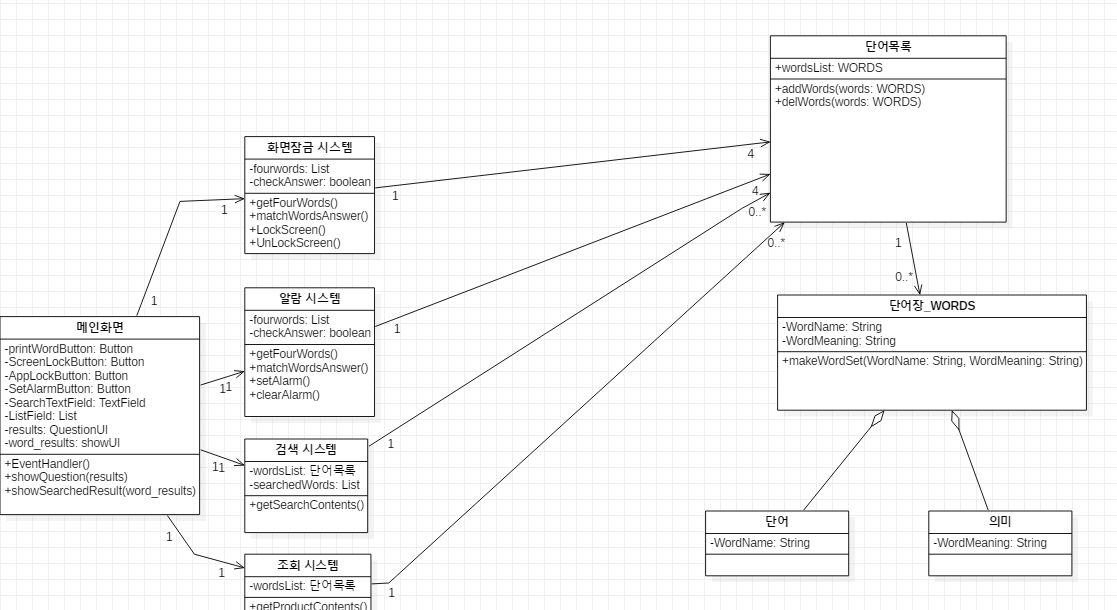 단어목록
+wordsList: WORDS
+addWords(words: WORDS)
+delWords(words: WORDS)
화면잠금 시스템
-fourwords: List
-checkAnswer: boolean
+getFourWords()
+matchWordsAnswer()
+LockScreen()
+UnLockScreen()
1
4
4
0..*
0..*
1
0..*
1
1
알람 시스템
-fourwords: List
-checkAnswer: boolean
+getFourWords()
+matchWordsAnswer()
+setAlarm()
+clearAlarm()
1
단어장_WORDS
-WordName: String
-WordMeaning: String
+makeWordSet(WordName: String, WordMeaning: String)
메인화면
-printWordButton: Button
-ScreenLockButton: Button
-AppLockButton: Button
-SetAlarmButton: Button
-SearchTextField: TextField
-ListField: List
-results: QuestionUI
-word_results: showUI
+EventHandler()
+showQuestion(results)
+showSearchedResult(word_results)
1
1
1
1
검색 시스템
-wordsList: 단어목록
-searchedWords: List
+getSearchContents()
1
1
1
조회 시스템
-wordsList: 단어목록
+getProductContents()
1
단어
-WordName: String
의미
-WordMeaning: String